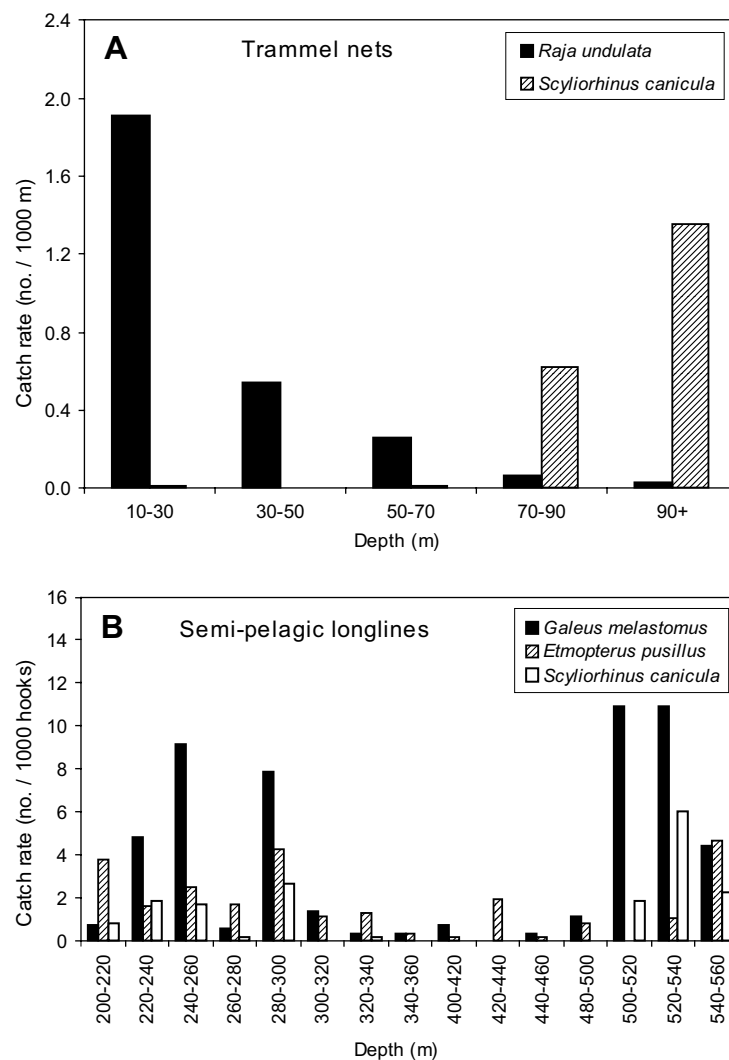 A
Trammel nets
Raja undulata
Scyliorhinus canicula
Catch rate (no. / 1000 m)
2.4
2.0
1.6
1.2
0.8
0.4
0.0
10-30 30-50 50-70 70-90 90+
Depth (m)
B
Semi-pelagic longlines
Galeus melastomus
Etmopterus pusillus
Scyliorhinus canicula
Catch rate (no. / 1000 hooks)
16
14
12
10
8
6
4
2
0
200-220
220-240
240-260
260-280
280-300
300-320
320-340
340-360
400-420
420-440
440-460
480-500
500-520
520-540
540-560
Depth (m)